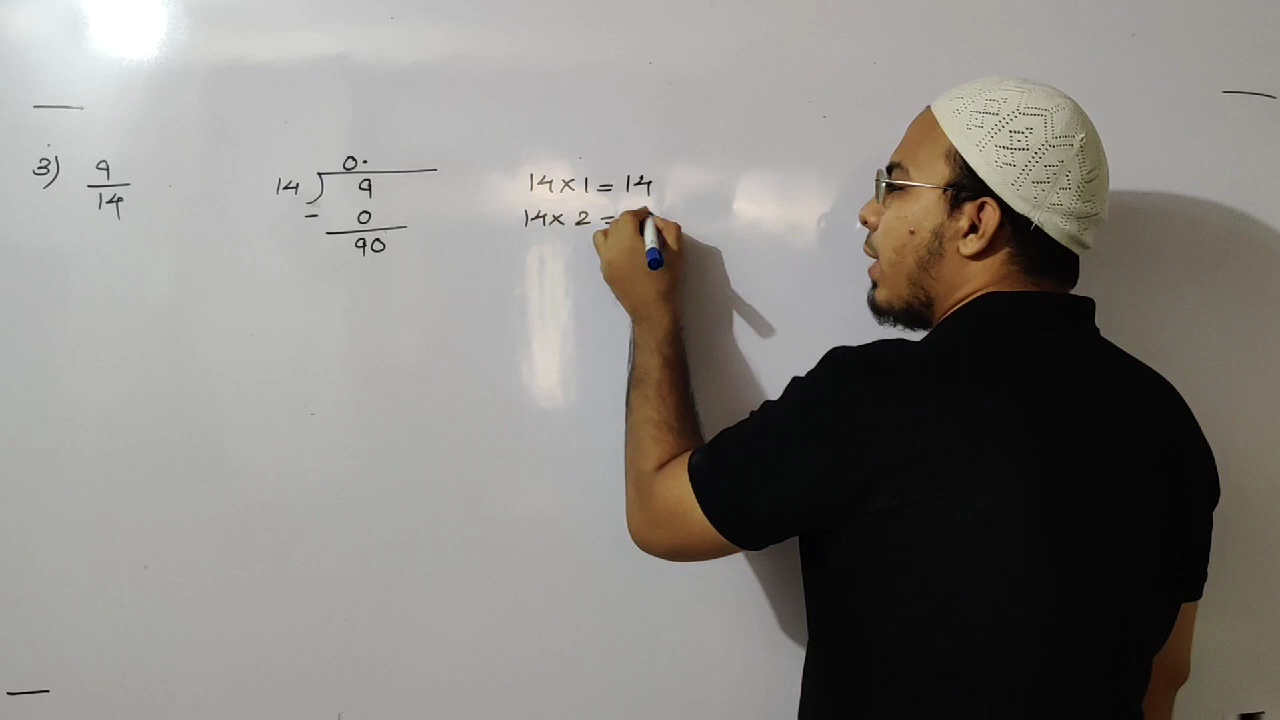 3) 9/14
0.
14 ) 9
- 0
90
14 x 1 = 14
14 x 2 =